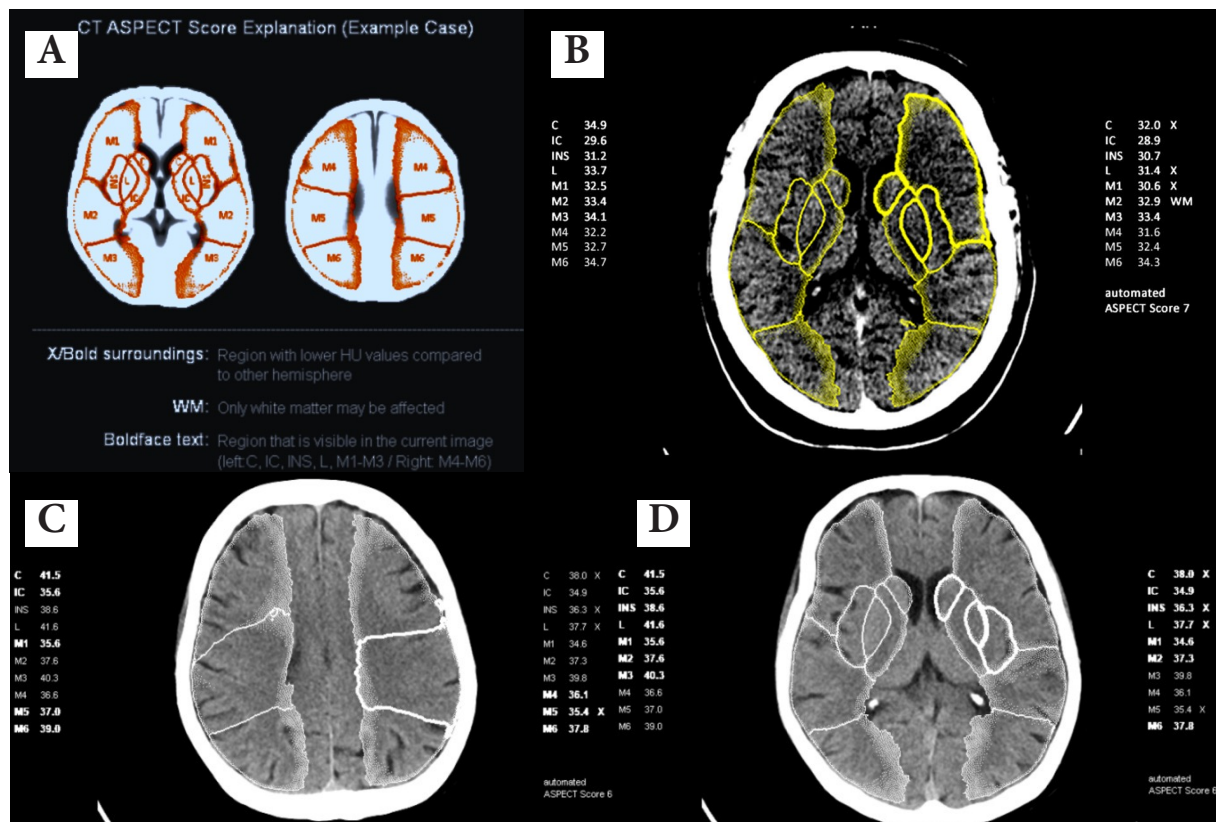 A
CT ASPECT Score Explanation (Example Case)
M1 M1
C C
INS L L INS
IC IC
M2 M2
M3 M3
M4 M4
M5 M5
M6 M6
X/Bold surroundings: Region with lower HU values compared
to other hemisphere
WM: Only white matter may be affected
Boldface text: Region that is visible in the current image
(left:C, IC, INS, L, M1-M3 / Right: M4-M6)
B
C 34.9
IC 29.6
INS 31.2
L 33.7
M1 32.5
M2 33.4
M3 34.1
M4 32.2
M5 32.7
M6 34.7
C 32.0 X
IC 28.9
INS 30.7
L 31.4 X
M1 30.6 X
M2 32.9 WM
M3 33.4
M4 31.6
M5 32.4
M6 34.3
automated
ASPECT Score 7
C
C 41.5
IC 35.6
INS 38.6
L 41.6
M1 35.6
M2 37.6
M3 40.3
M4 36.6
M5 37.0
M6 39.0
C 38.0 X
IC 34.9
INS 36.3 X
L 37.7 X
M1 34.6
M2 37.3
M3 39.8
M4 36.1
M5 35.4 X
M6 37.8
automated
ASPECT Score 6
D
C 41.5
IC 35.6
INS 38.6
L 41.6
M1 35.6
M2 37.6
M3 40.3
M4 36.6
M5 37.0
M6 39.0
C 38.0 X
IC 34.9
INS 36.3 X
L 37.7 X
M1 34.6
M2 37.3
M3 39.8
M4 36.1
M5 35.4 X
M6 37.8
automated
ASPECT Score 6